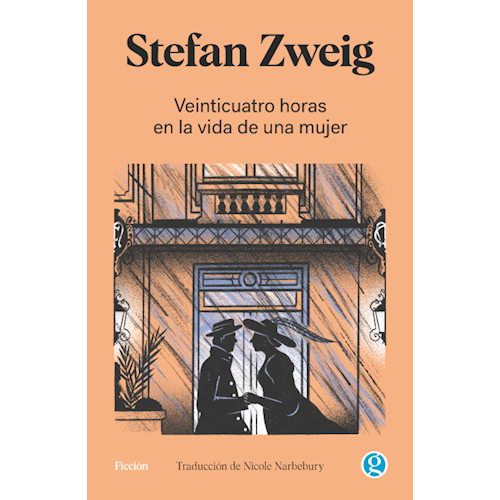 Stefan Zweig
Veinticuatro horas
en la vida de una mujer
Ficción
Traducción de Nicole Narbebury
g